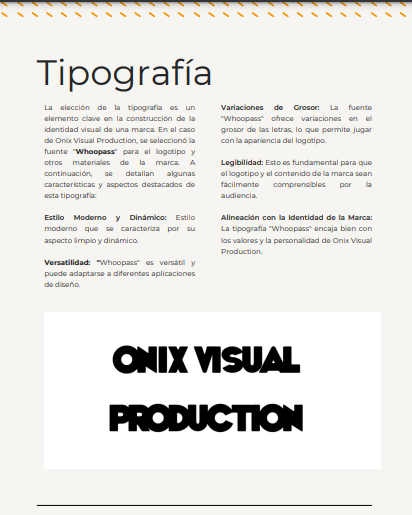 Tipografía
La elección de la tipografía es un
elemento clave en la construcción de la
identidad visual de una marca. En el caso
de Onix Visual Production, se seleccionó la
fuente "Whoopass" para el logotipo y
otros materiales de la marca. A
continuación, se detallan algunas
características y aspectos destacados de
esta tipografía:
Estilo Moderno y Dinámico: Estilo
moderno que se caracteriza por su
aspecto limpio y dinámico.
Versatilidad: "Whoopass" es versátil y
puede adaptarse a diferentes aplicaciones
de diseño.
Variaciones de Grosor: La fuente
"Whoopass" ofrece variaciones en el
grosor de las letras, lo que permite jugar
con la apariencia del logotipo.
Legibilidad: Esto es fundamental para que
el logotipo y el contenido de la marca sean
fácilmente comprensibles por la
audiencia.
Alineación con la Identidad de la Marca:
La tipografía "Whoopass" encaja bien con
los valores y la personalidad de Onix Visual
Production.
ONIX VISUAL
PRODUCTION